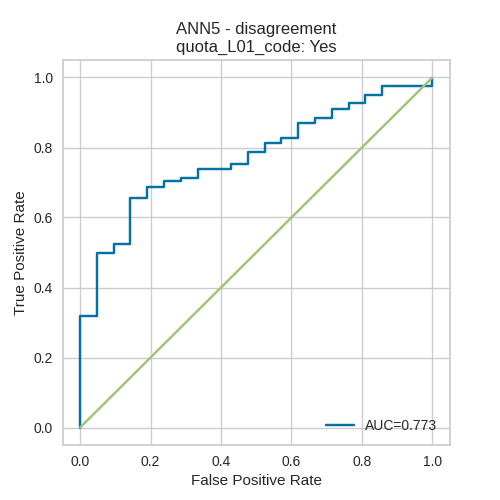 ANN5 - disagreement
quota_L01_code: Yes
True Positive Rate
1.0
0.8
0.6
0.4
0.2
0.0
AUC=0.773
0.0 0.2 0.4 0.6 0.8 1.0
False Positive Rate